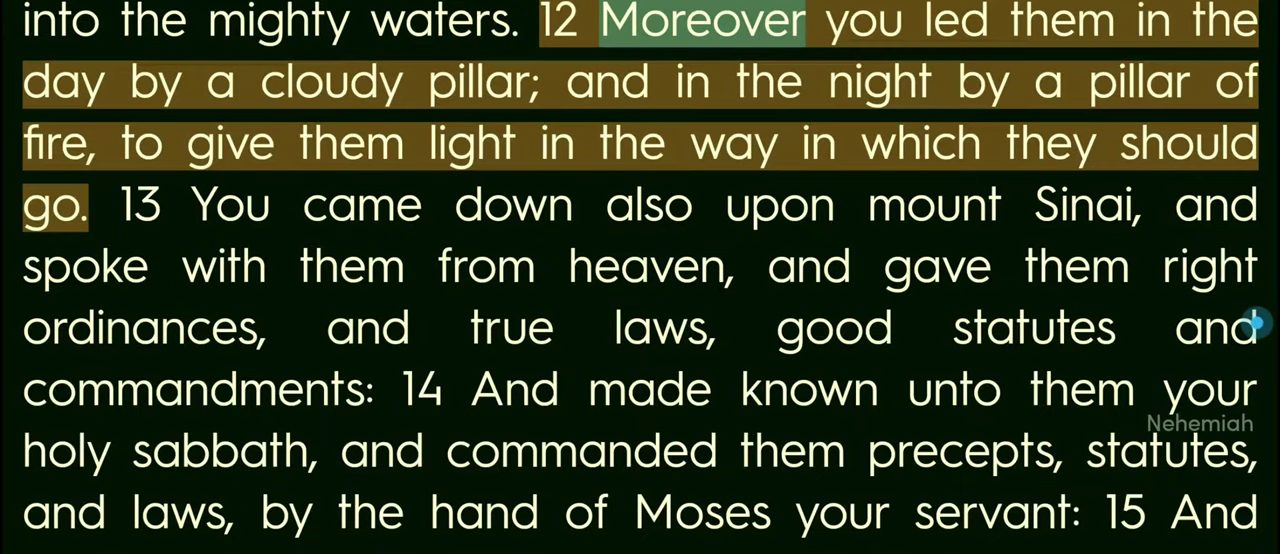 into the mighty waters. 12 Moreover you led them in the
day by a cloudy pillar; and in the night by a pillar of
fire, to give them light in the way in which they should
go. 13 You came down also upon mount Sinai, and
spoke with them from heaven, and gave them right
ordinances, and true laws, good statutes and
commandments: 14 And made known unto them your
Nehemiah
holy sabbath, and commanded them precepts, statutes,
and laws, by the hand of Moses your servant: 15 And